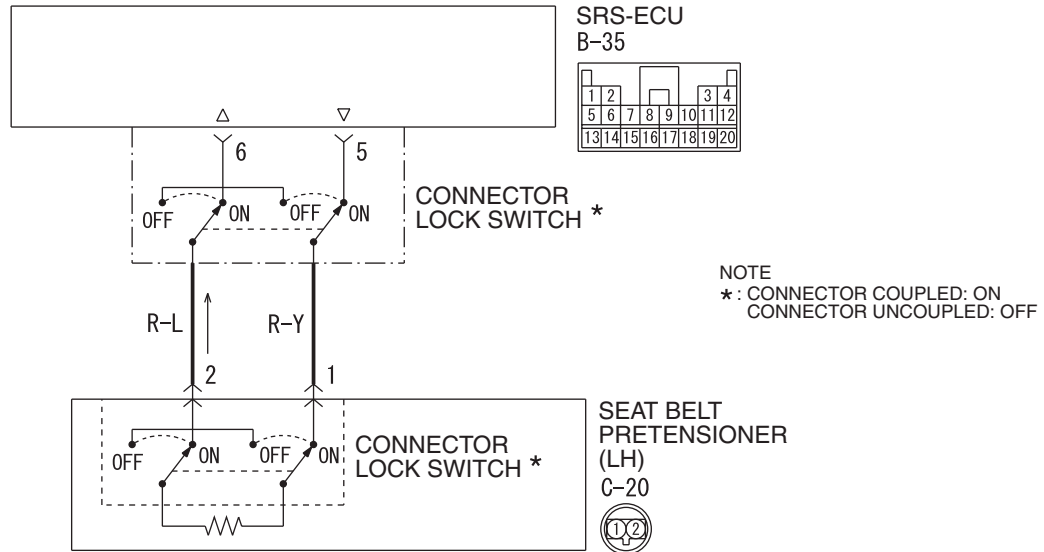 SRS-ECU
B-35
1 2 3 4
5 6 7 8 9 10 11 12
13 14 15 16 17 18 19 20
6 5
OFF ON OFF ON
CONNECTOR
LOCK SWITCH *
NOTE
* : CONNECTOR COUPLED: ON
CONNECTOR UNCOUPLED: OFF
R-L R-Y
2 1
OFF ON OFF ON
CONNECTOR
LOCK SWITCH *
SEAT BELT
PRETENSIONER
(LH)
C-20
1 2